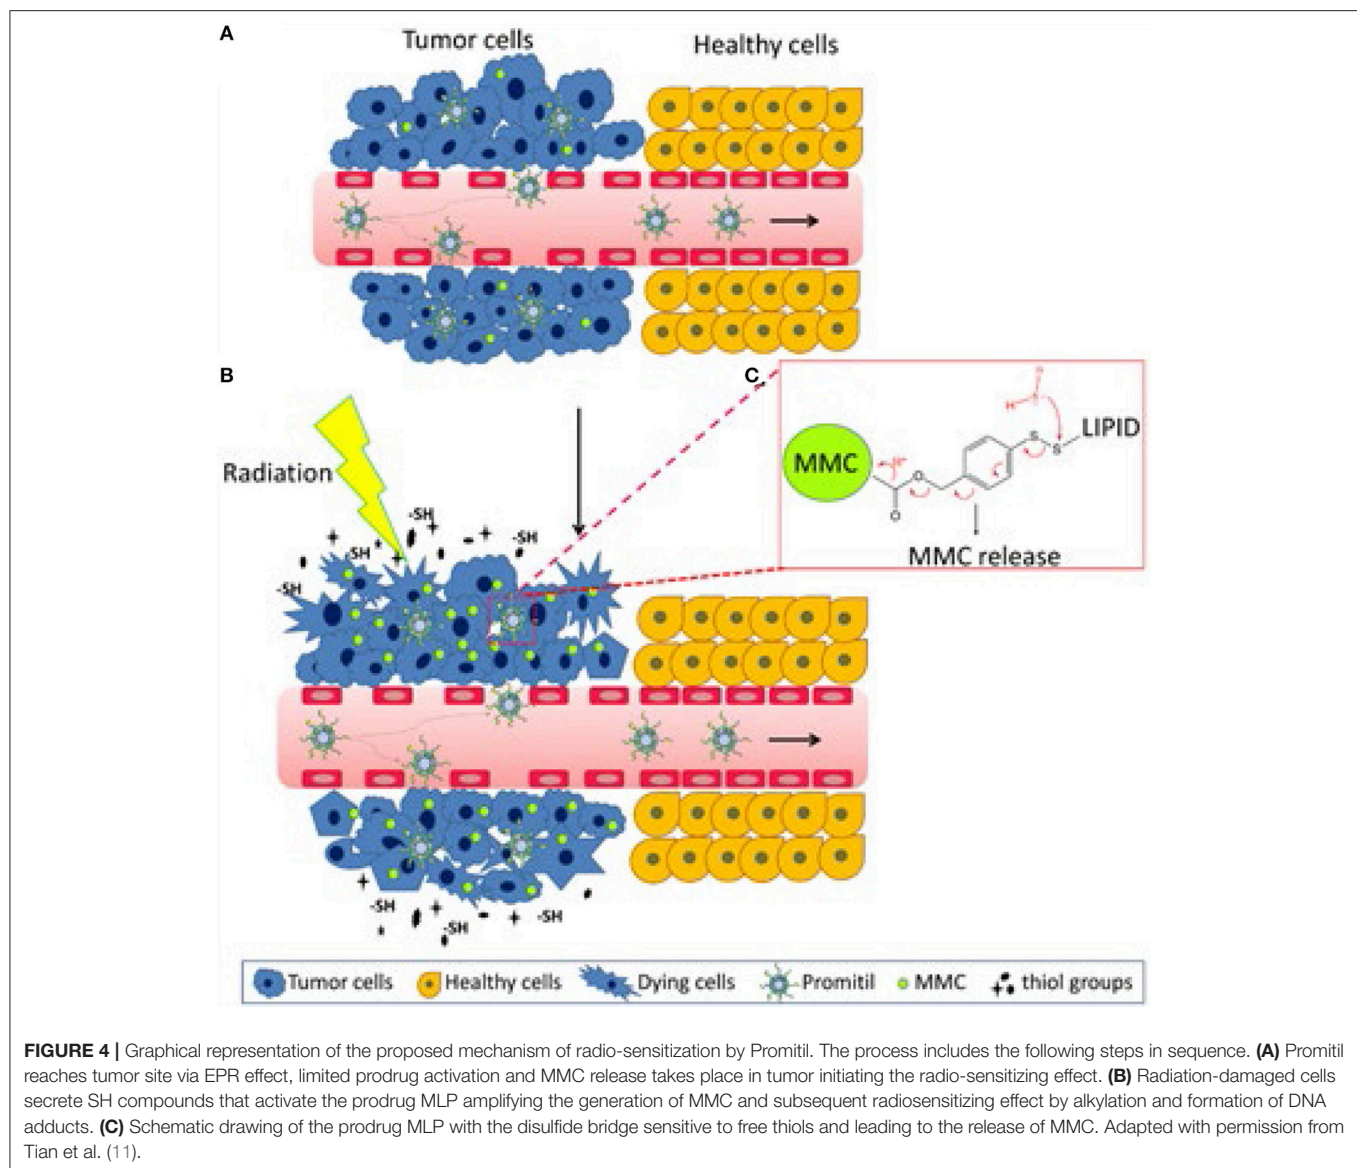 A
Tumor cells
Healthy cells
B
Radiation
-SH
-SH
-SH
-SH
C
MMC
H
S
H+
O
O
S
S
LIPID
MMC release
-SH
-SH
-SH
Tumor cells
Healthy cells
Dying cells
Promitil
MMC
thiol groups
FIGURE 4 | Graphical representation of the proposed mechanism of radio-sensitization by Promitil. The process includes the following steps in sequence. (A) Promitil
reaches tumor site via EPR effect, limited prodrug activation and MMC release takes place in tumor initiating the radio-sensitizing effect. (B) Radiation-damaged cells
secrete SH compounds that activate the prodrug MLP amplifying the generation of MMC and subsequent radiosensitizing effect by alkylation and formation of DNA
adducts. (C) Schematic drawing of the prodrug MLP with the disulfide bridge sensitive to free thiols and leading to the release of MMC. Adapted with permission from
Tian et al. (11).